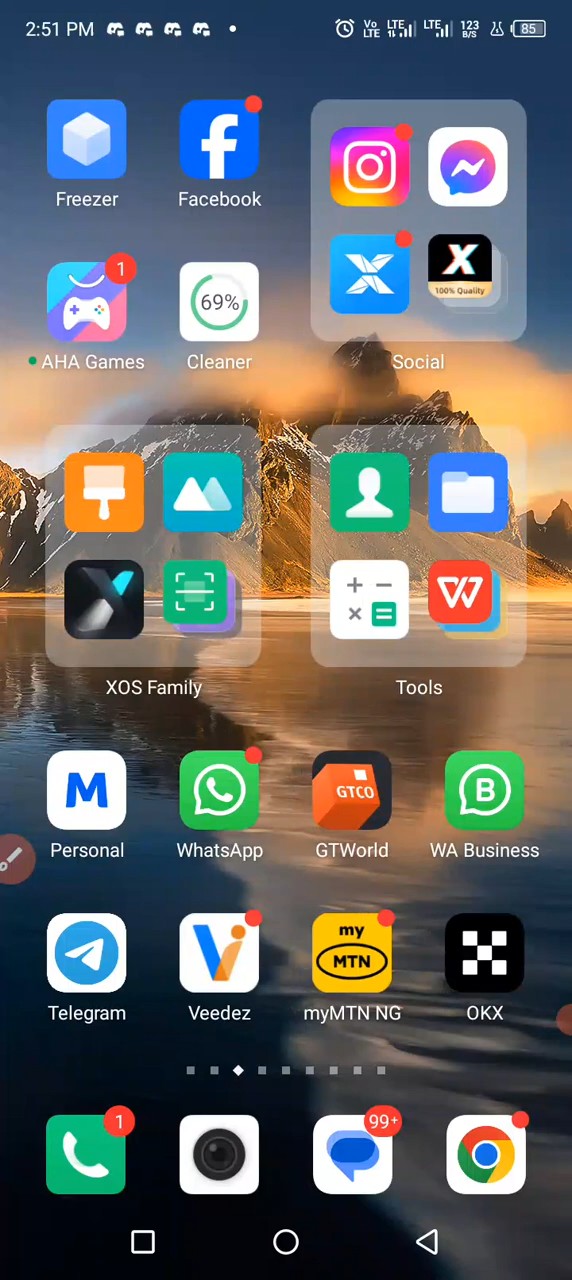 2:51 PM
Vo LTE LTE LTE 123 B/S 85
Freezer
Facebook
1
69%
X
100% Quality
AHA Games
Cleaner
Social
XOS Family
Tools
M
GTCO
B
Personal
WhatsApp
GTWorld
WA Business
my
MTN
Telegram
Veedez
myMTN NG
OKX
1
99+